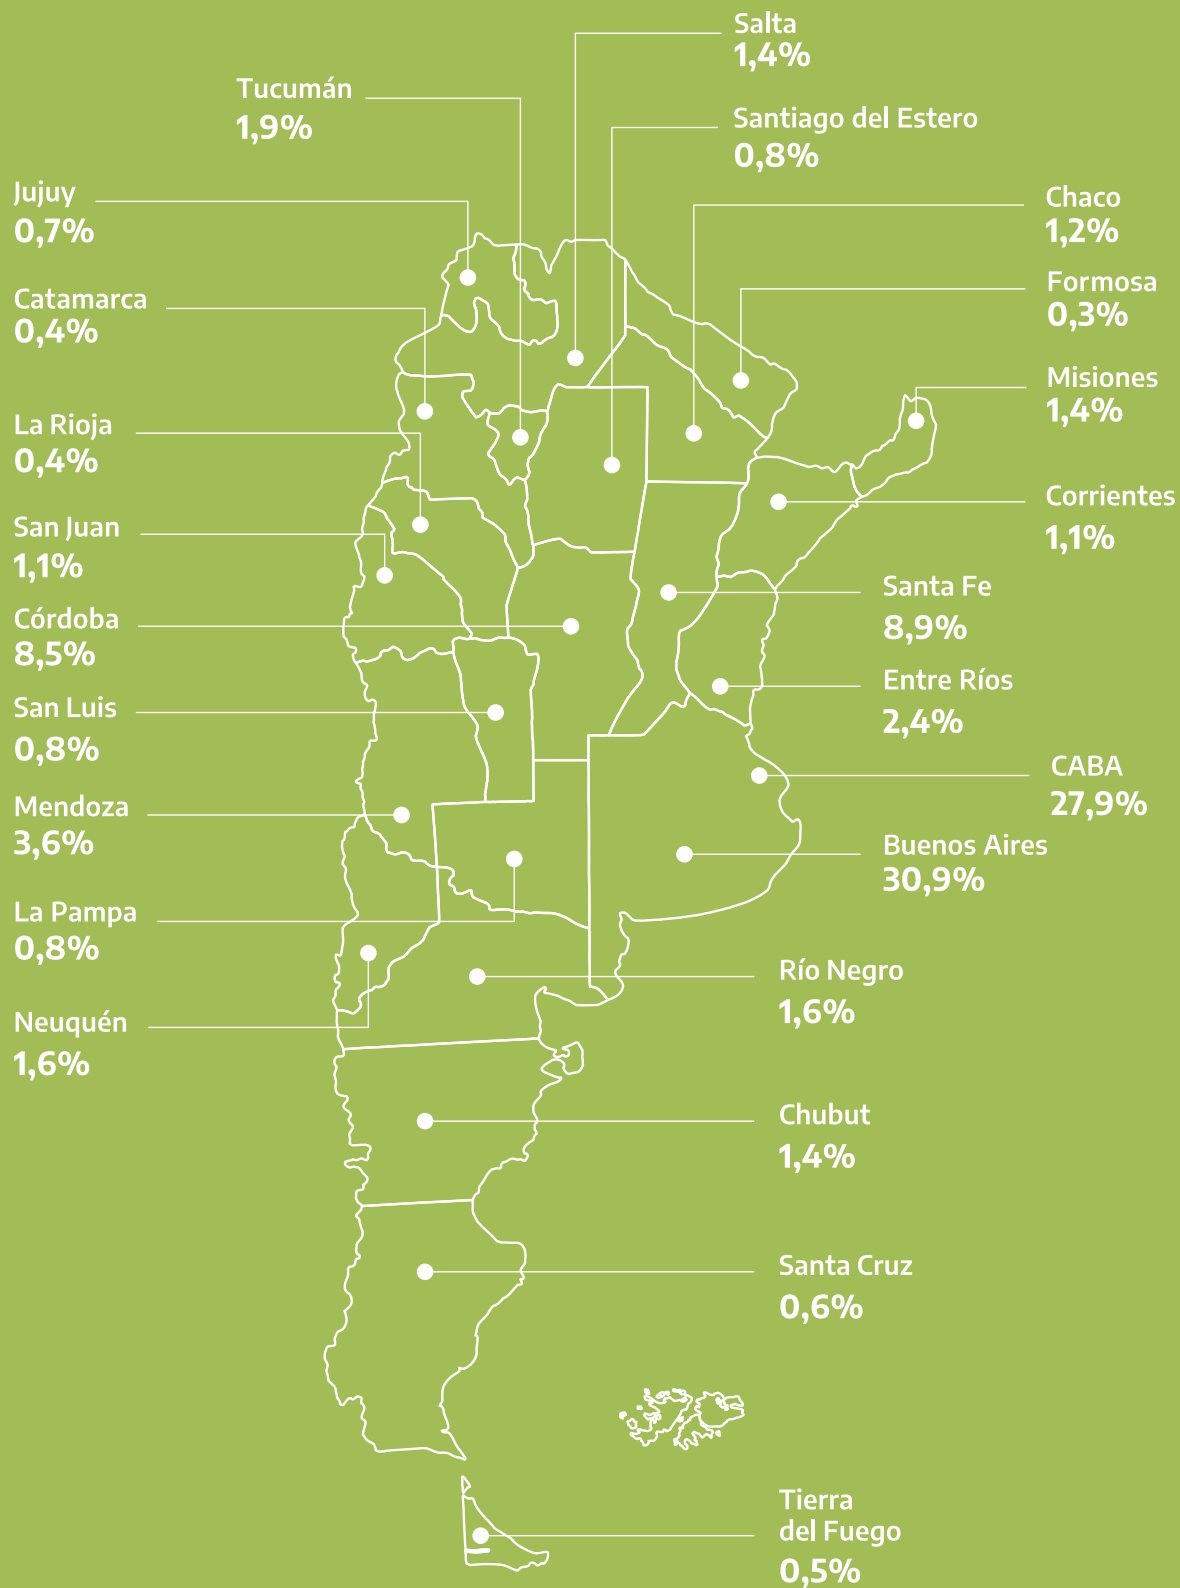 Salta
1,4%
Tucumán
1,9%
Santiago del Estero
0,8%
Jujuy
0,7%
Chaco
1,2%
Catamarca
0,4%
Formosa
0,3%
Misiones
1,4%
La Rioja
0,4%
Corrientes
1,1%
San Juan
1,1%
Santa Fe
8,9%
Córdoba
8,5%
Entre Ríos
2,4%
San Luis
0,8%
CABA
27,9%
Mendoza
3,6%
Buenos Aires
30,9%
La Pampa
0,8%
Río Negro
1,6%
Neuquén
1,6%
Chubut
1,4%
Santa Cruz
0,6%
Tierra
del Fuego
0,5%